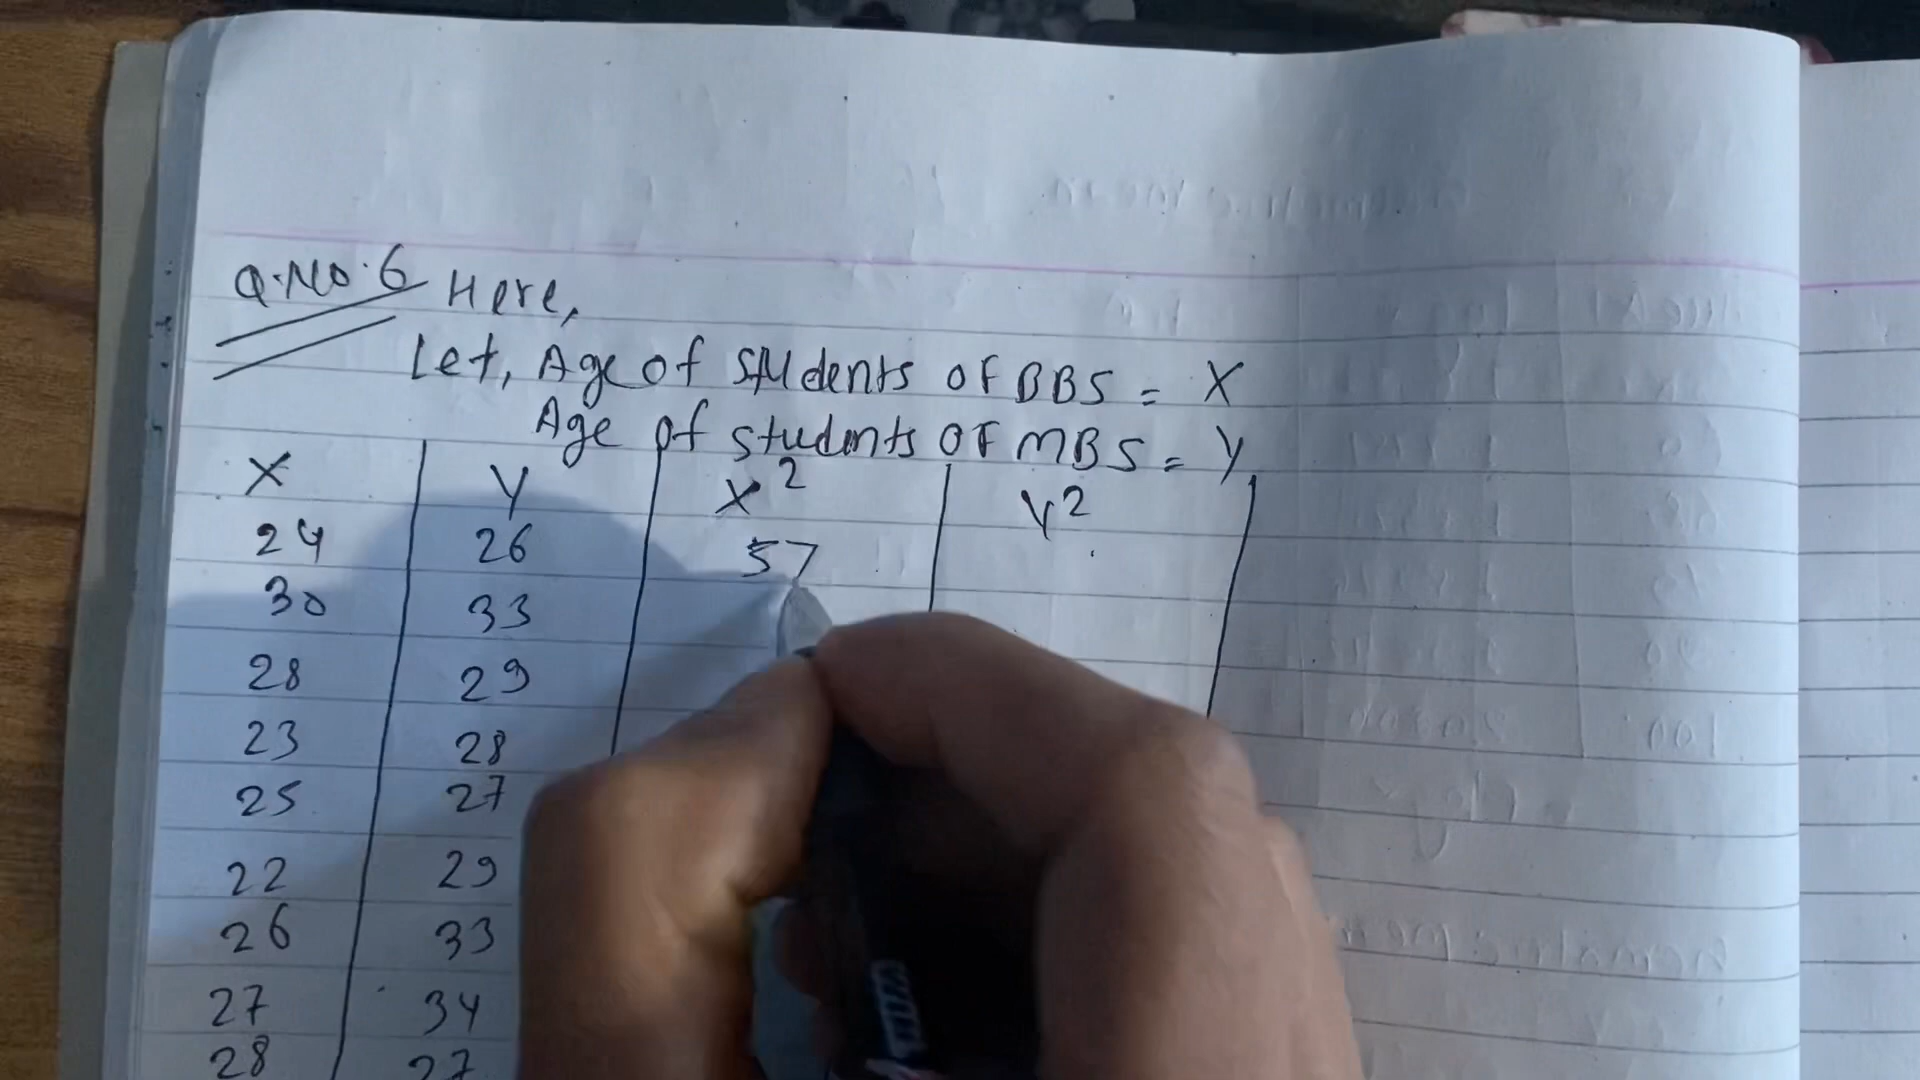 Q.No.6 Here,
Let, Age of students of BBS = X
Age of students of MBS = Y
X Y X² Y²
24 26 57
30 33
28 29
23 28
25 27
22 29
26 33
27 34
28 27